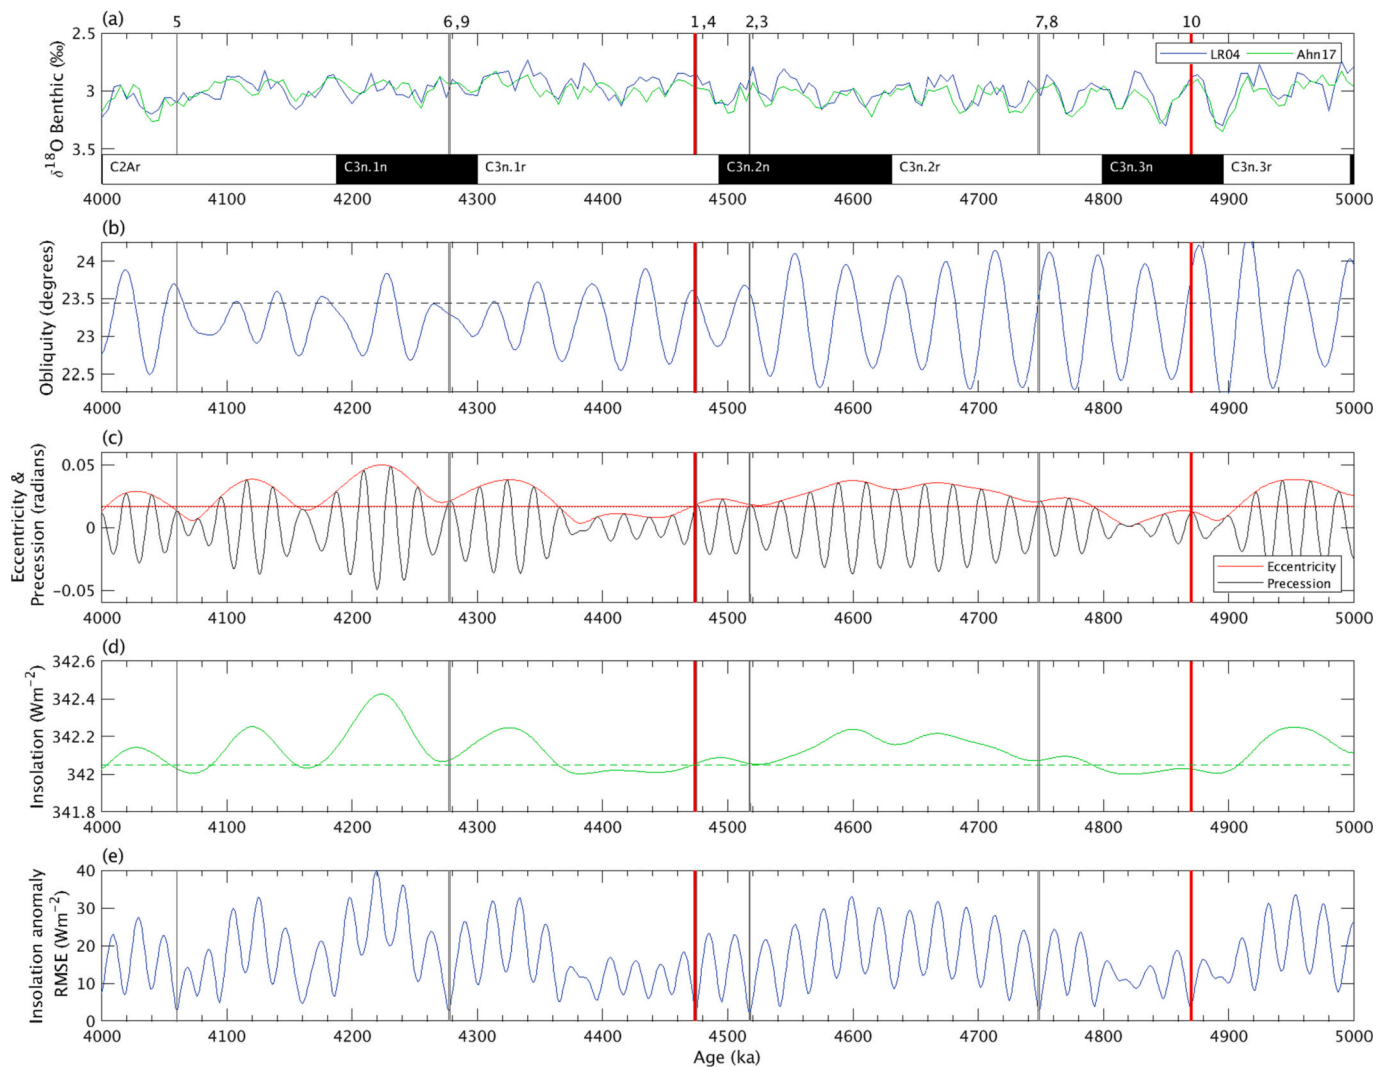 (a)
5
6,9
1,4
2,3
7,8
10
δ18O Benthic (‰)
2.5
3
3.5
LR04
Ahn17
C2Ar
C3n.1n
C3n.1r
C3n.2n
C3n.2r
C3n.3n
C3n.3r
4000 4100 4200 4300 4400 4500 4600 4700 4800 4900 5000
(b)
Obliquity (degrees)
24
23.5
23
22.5
4000 4100 4200 4300 4400 4500 4600 4700 4800 4900 5000
(c)
Eccentricity &
Precession (radians)
0.05
0
-0.05
Eccentricity
Precession
4000 4100 4200 4300 4400 4500 4600 4700 4800 4900 5000
(d)
Insolation (Wm−2)
342.6
342.4
342.2
342
341.8
4000 4100 4200 4300 4400 4500 4600 4700 4800 4900 5000
(e)
Insolation anomaly
RMSE (Wm−2)
40
30
20
10
0
4000 4100 4200 4300 4400 4500 4600 4700 4800 4900 5000
Age (ka)